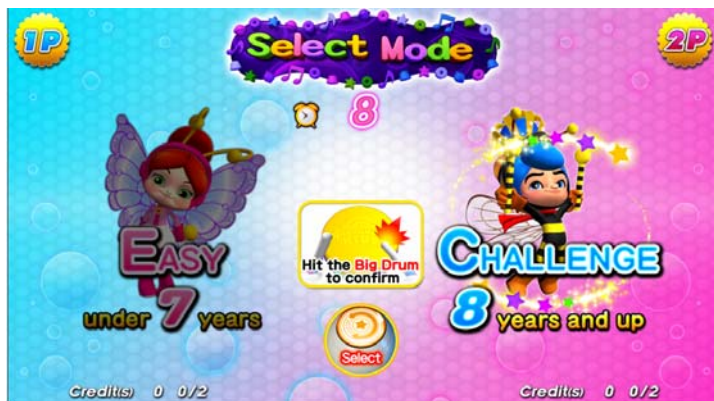 1P
Select Mode
2P
8
EASY
under 7 years
Hit the Big Drum
to confirm
CHALLENGE
8 years and up
Select
Credit(s) 0 0/2
Credit(s) 0 0/2